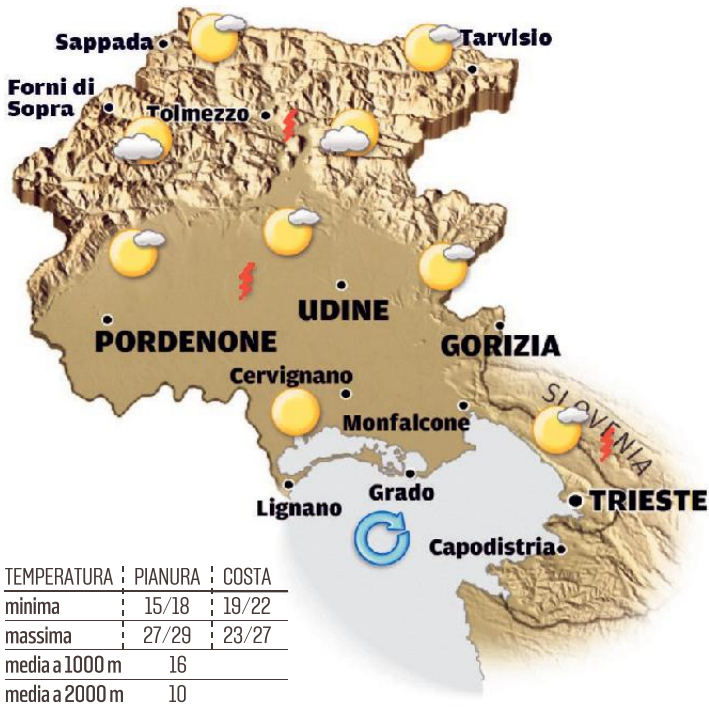 Sappada
Tarvisio
Forni di
Sopra
Tolmezzo
UDINE
PORDENONE
GORIZIA
Cervignano
SLOVENIA
Monfalcone
Lignano
Grado
TRIESTE
Capodistria
TEMPERATURA PIANURA COSTA
minima 15/18 19/22
massima 27/29 23/27
media a 1000 m 16
media a 2000 m 10